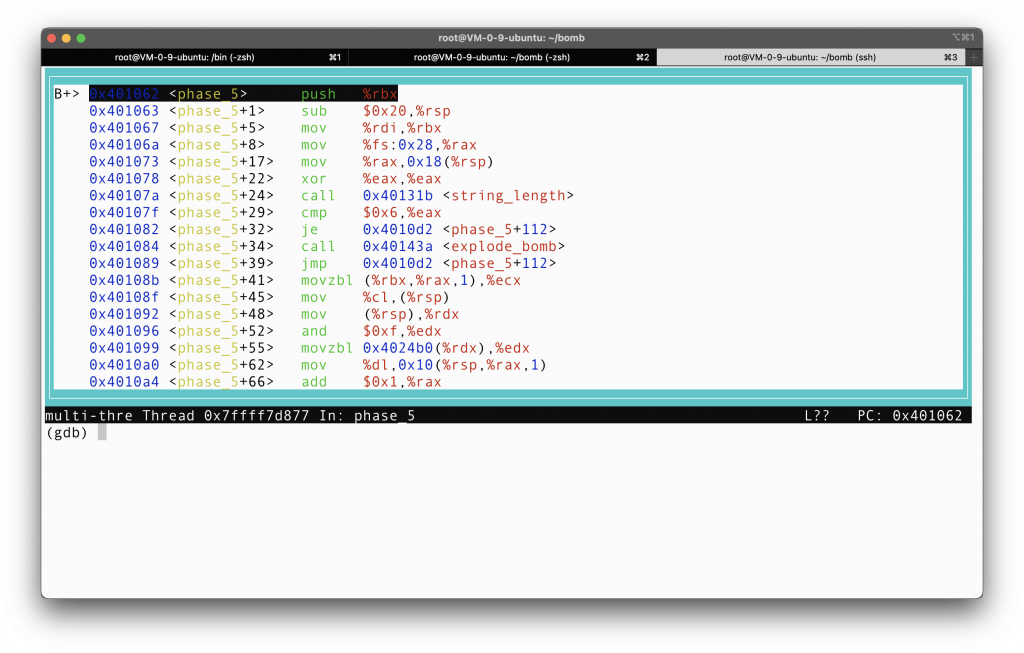 root@VM-0-9-ubuntu: ~/bomb ⌥⌘1
root@VM-0-9-ubuntu: /bin (-zsh) ⌘1 root@VM-0-9-ubuntu: ~/bomb (-zsh) ⌘2 root@VM-0-9-ubuntu: ~/bomb (ssh) ⌘3 +
B+> 0x401062 <phase_5> push %rbx
0x401063 <phase_5+1> sub $0x20,%rsp
0x401067 <phase_5+5> mov %rdi,%rbx
0x40106a <phase_5+8> mov %fs:0x28,%rax
0x401073 <phase_5+17> mov %rax,0x18(%rsp)
0x401078 <phase_5+22> xor %eax,%eax
0x40107a <phase_5+24> call 0x40131b <string_length>
0x40107f <phase_5+29> cmp $0x6,%eax
0x401082 <phase_5+32> je 0x4010d2 <phase_5+112>
0x401084 <phase_5+34> call 0x40143a <explode_bomb>
0x401089 <phase_5+39> jmp 0x4010d2 <phase_5+112>
0x40108b <phase_5+41> movzbl (%rbx,%rax,1),%ecx
0x40108f <phase_5+45> mov %cl,(%rsp)
0x401092 <phase_5+48> mov (%rsp),%rdx
0x401096 <phase_5+52> and $0xf,%edx
0x401099 <phase_5+55> movzbl 0x4024b0(%rdx),%edx
0x4010a0 <phase_5+62> mov %dl,0x10(%rsp,%rax,1)
0x4010a4 <phase_5+66> add $0x1,%rax
multi-thre Thread 0x7ffff7d877 In: phase_5 L?? PC: 0x401062
(gdb)